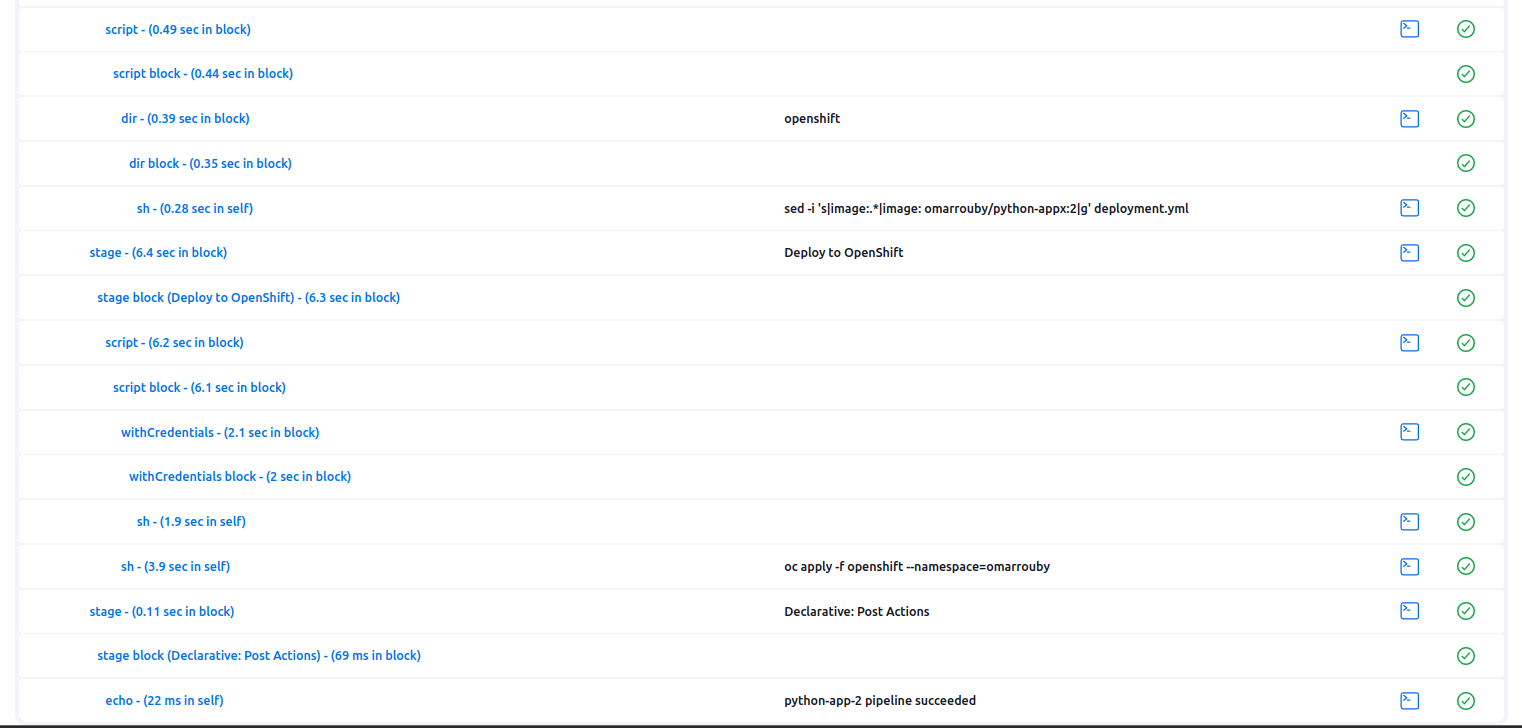 script - (0.49 sec in block)
script block - (0.44 sec in block)
dir - (0.39 sec in block) openshift
dir block - (0.35 sec in block)
sh - (0.28 sec in self) sed -i 's|image:.*|image: omarrouby/python-appx:2|g' deployment.yml
stage - (6.4 sec in block) Deploy to OpenShift
stage block (Deploy to OpenShift) - (6.3 sec in block)
script - (6.2 sec in block)
script block - (6.1 sec in block)
withCredentials - (2.1 sec in block)
withCredentials block - (2 sec in block)
sh - (1.9 sec in self)
sh - (3.9 sec in self) oc apply -f openshift --namespace=omarrouby
stage - (0.11 sec in block) Declarative: Post Actions
stage block (Declarative: Post Actions) - (69 ms in block)
echo - (22 ms in self) python-app-2 pipeline succeeded